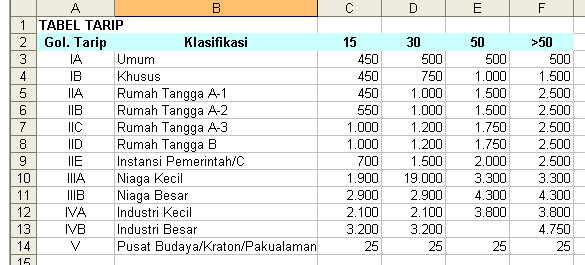 A B C D E F
1 TABEL TARIP
2 Gol. Tarip Klasifikasi 15 30 50 >50
3 IA Umum 450 500 500 500
4 IB Khusus 450 750 1.000 1.500
5 IIA Rumah Tangga A-1 450 1.000 1.500 2.500
6 IIB Rumah Tangga A-2 550 1.000 1.500 2.500
7 IIC Rumah Tangga A-3 1.000 1.200 1.750 2.500
8 IID Rumah Tangga B 1.000 1.200 1.750 2.500
9 IIE Instansi Pemerintah/C 700 1.500 2.000 2.500
10 IIIA Niaga Kecil 1.900 19.000 3.300 3.300
11 IIIB Niaga Besar 2.900 2.900 4.300 4.300
12 IVA Industri Kecil 2.100 2.100 3.800 3.800
13 IVB Industri Besar 3.200 3.200 4.750
14 V Pusat Budaya/Kraton/Pakualaman 25 25 25 25
15